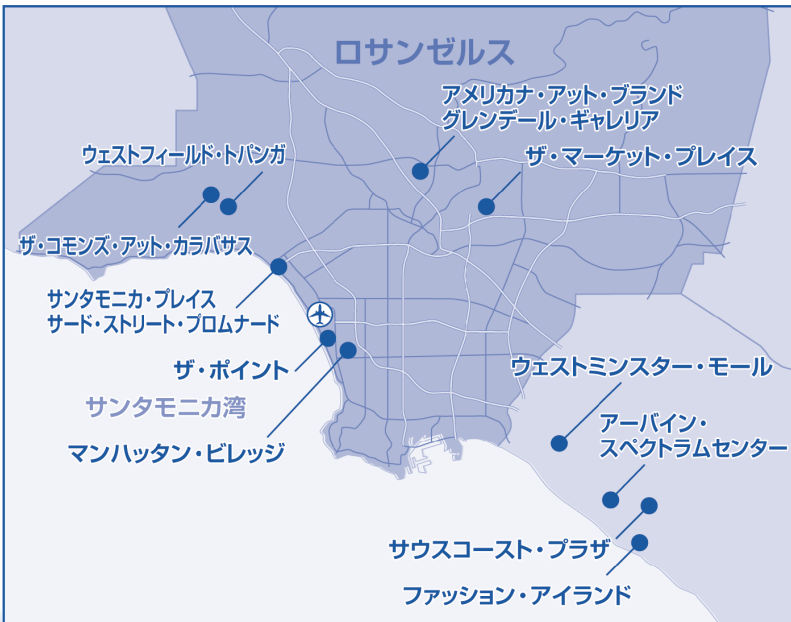 ロサンゼルス
アメリカナ・アット・ブランド
グレンデール・ギャレリア
ウェストフィールド・トパンガ
ザ・マーケット・プレイス
ザ・コモンズ・アット・カラバサス
サンタモニカ・プレイス
サード・ストリート・プロムナード
ザ・ポイント
ウェストミンスター・モール
サンタモニカ湾
アーバイン・
スペクトラムセンター
マンハッタン・ビレッジ
サウスコースト・プラザ
ファッション・アイランド